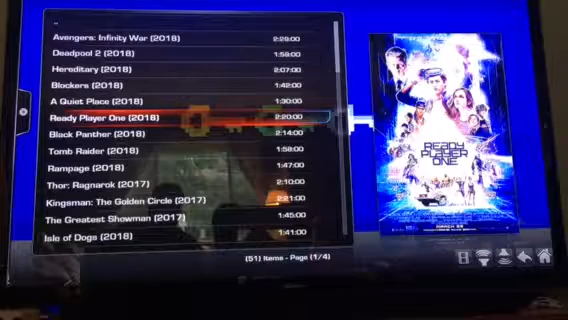 ..
Avengers: Infinity War (2018) 2:29:00
Deadpool 2 (2018) 1:59:00
Hereditary (2018) 2:07:00
Blockers (2018) 1:42:00
A Quiet Place (2018) 1:30:00
Ready Player One (2018) 2:20:00
Black Panther (2018) 2:14:00
Tomb Raider (2018) 1:58:00
Rampage (2018) 1:47:00
Thor: Ragnarok (2017) 2:10:00
Kingsman: The Golden Circle (2017) 2:21:00
The Greatest Showman (2017) 1:45:00
Isle of Dogs (2018) 1:41:00
(51) Items - Page (1/4)
READY
PLAYER
ONE